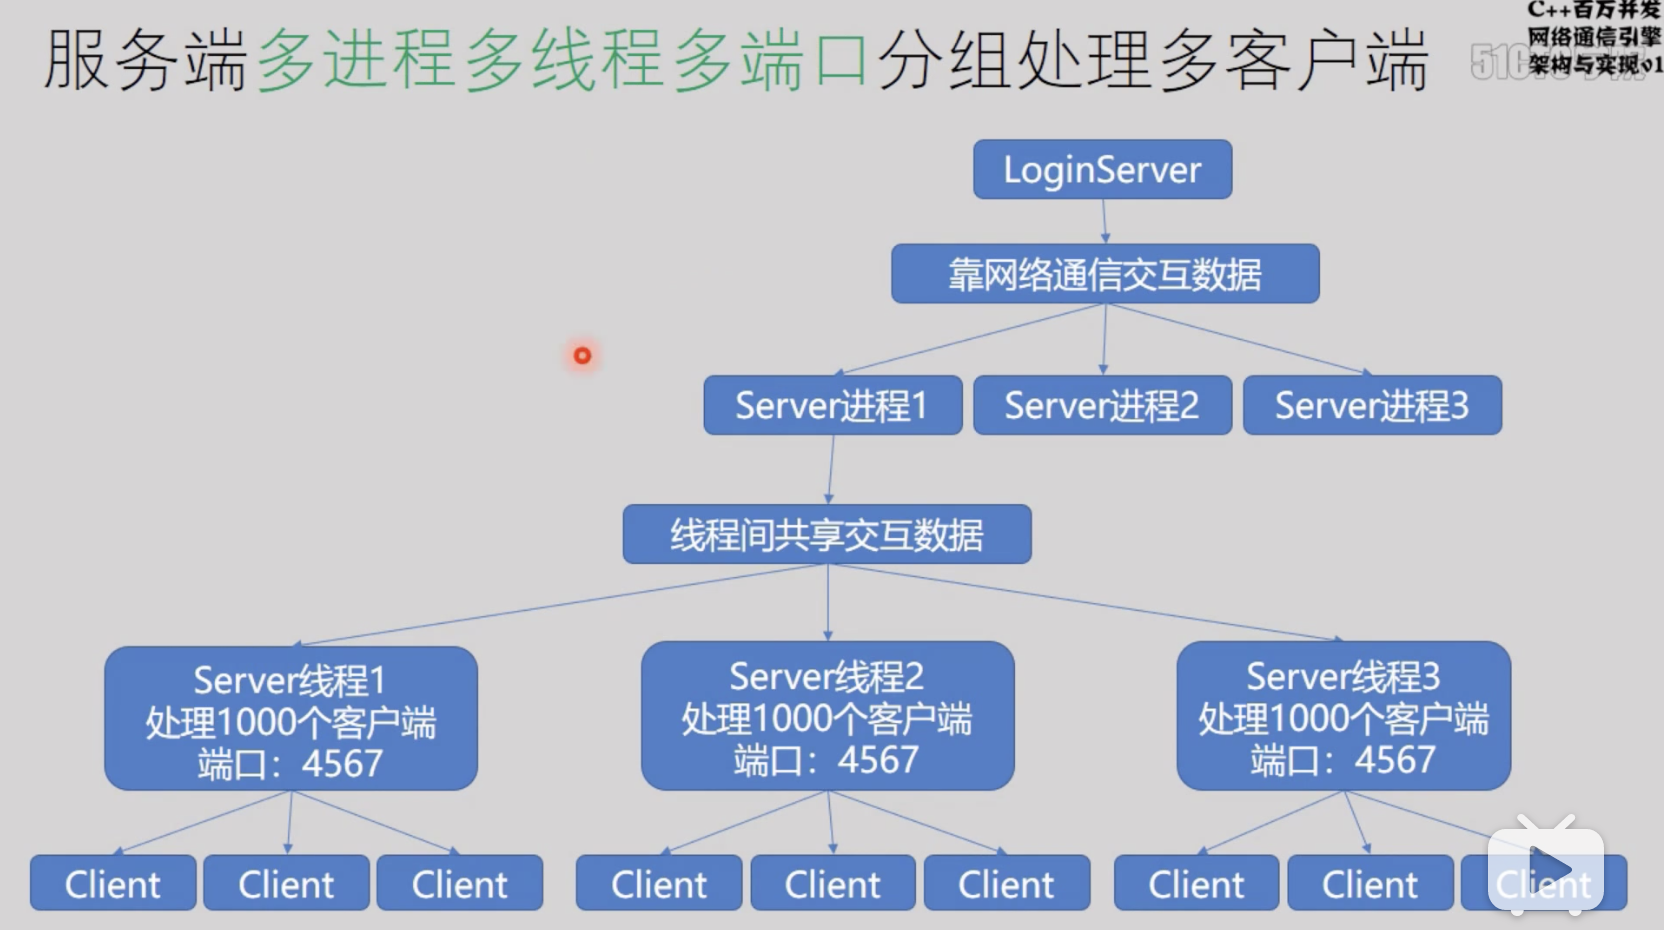 服务端多进程多线程多端口分组处理多客户端
C++百万并发
网络通信引擎
架构与实现01
LoginServer
靠网络通信交互数据
Server进程1
Server进程2
Server进程3
线程间共享交互数据
Server线程1
处理1000个客户端
端口：4567
Server线程2
处理1000个客户端
端口：4567
Server线程3
处理1000个客户端
端口：4567
Client
Client
Client
Client
Client
Client
Client
Client
Client